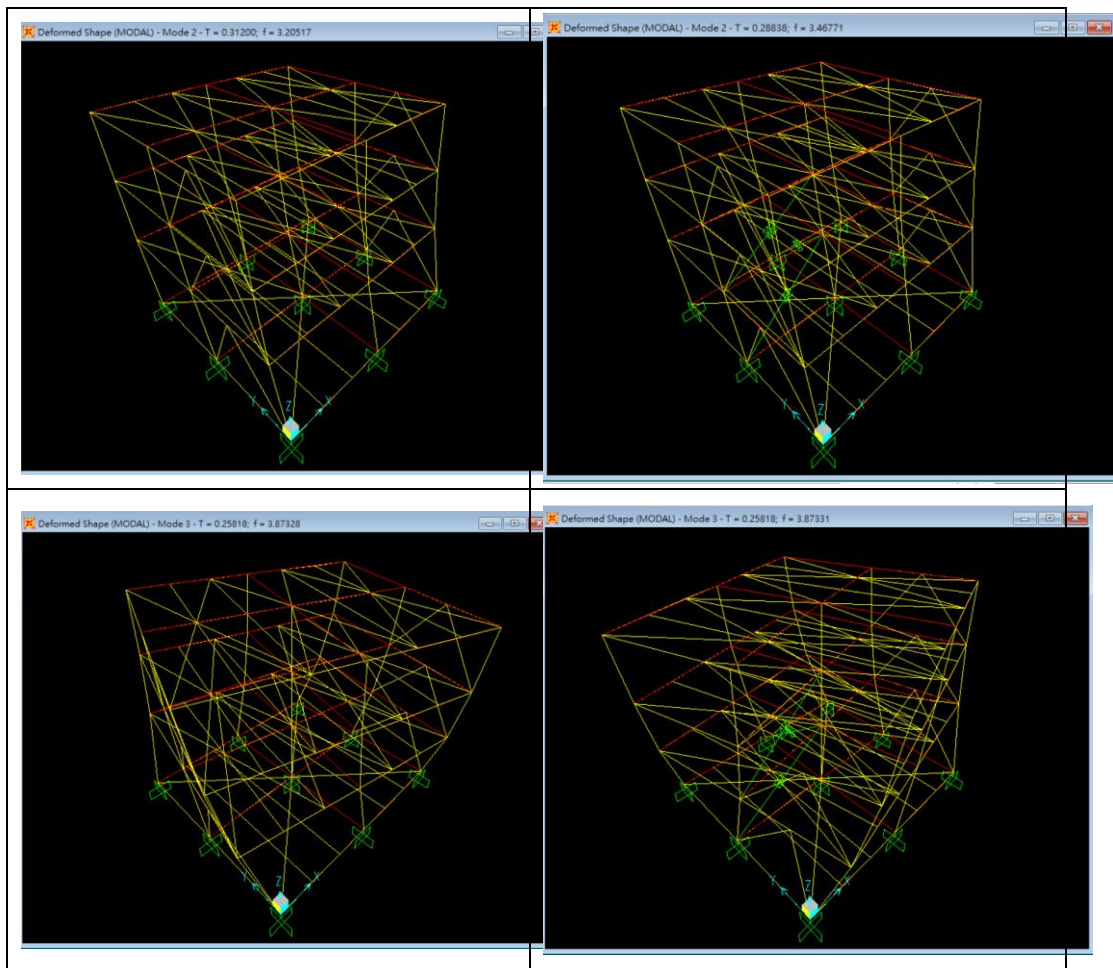 Deformed Shape (MODAL) - Mode 2 - T = 0.31200; f = 3.20517
Deformed Shape (MODAL) - Mode 2 - T = 0.28838; f = 3.46771
Y Z X
Y Z X
Deformed Shape (MODAL) - Mode 3 - T = 0.25818; f = 3.87328
Deformed Shape (MODAL) - Mode 3 - T = 0.25818; f = 3.87331
Y Z X
Y Z X